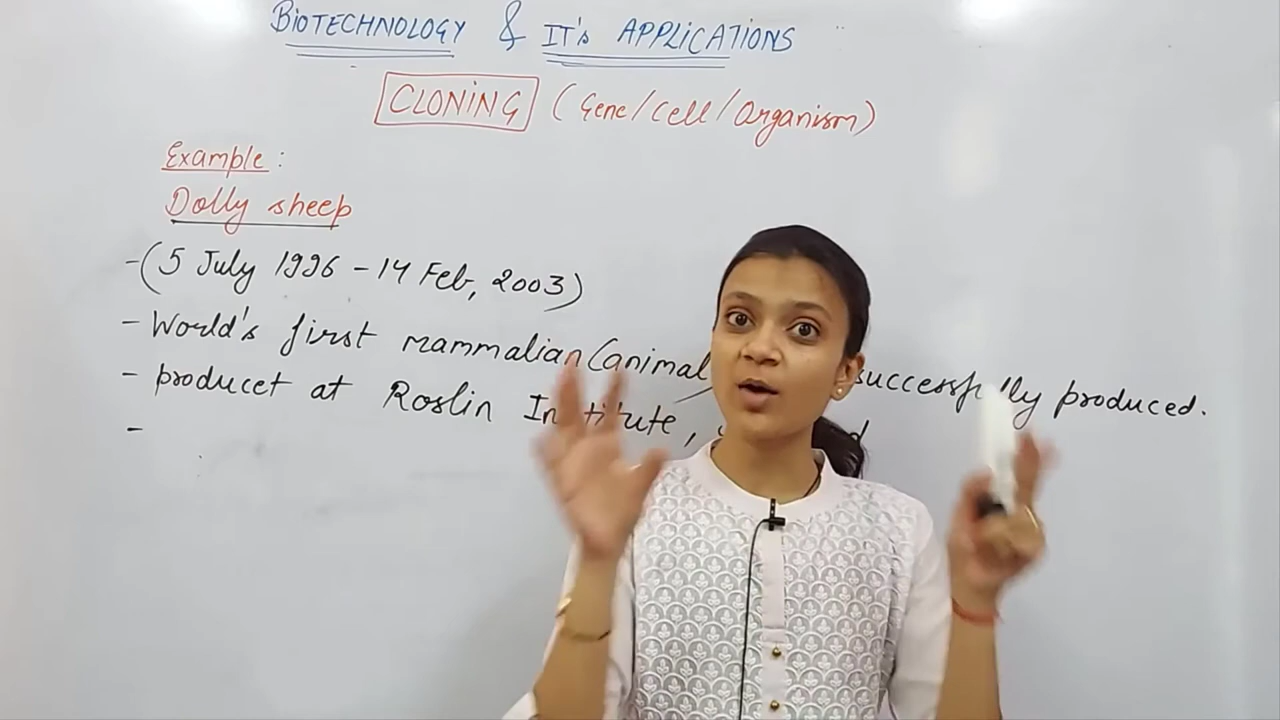 BIOTECHNOLOGY & IT's APPLICATIONS
CLONING (Gene/Cell/Organism)
Example :
Dolly sheep
- (5 July 1996 - 14 Feb, 2003)
- World's first mammalian (animal successfully produced.
- producet at Roslin Institute,
-